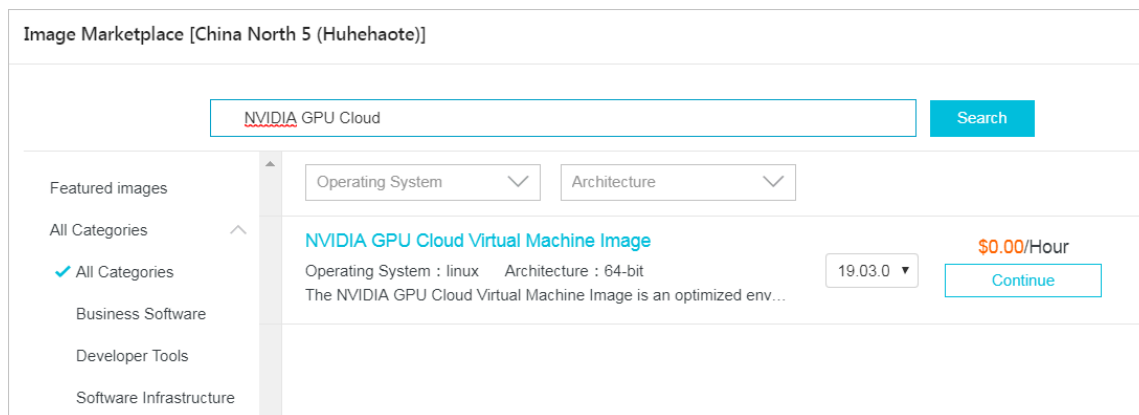 Image Marketplace [China North 5 (Huhehaote)]
NVIDIA GPU Cloud
Search
Featured images
All Categories
All Categories
Business Software
Developer Tools
Software Infrastructure
Operating System
Architecture
NVIDIA GPU Cloud Virtual Machine Image
Operating System : linux Architecture : 64-bit
The NVIDIA GPU Cloud Virtual Machine Image is an optimized env...
19.03.0
$0.00/Hour
Continue